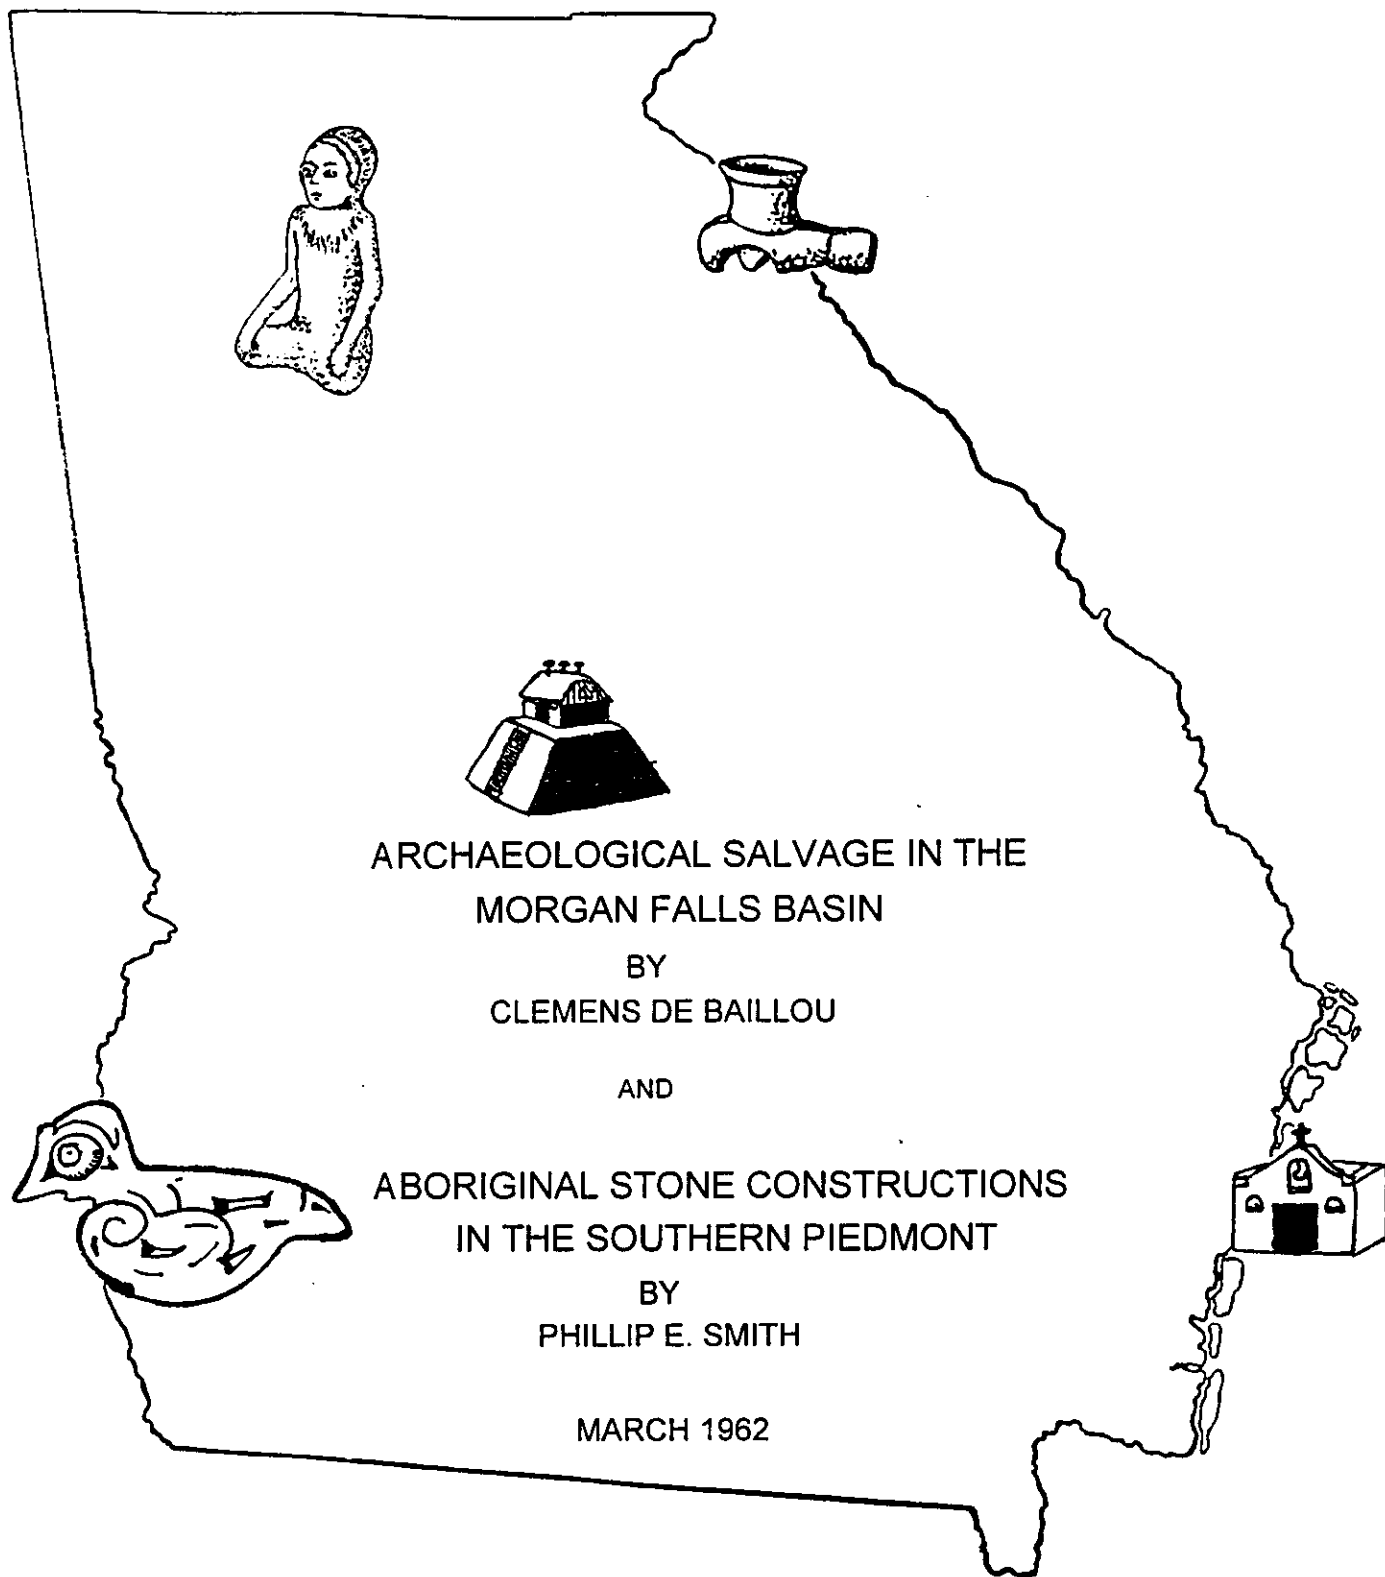 ARCHAEOLOGICAL SALVAGE IN THE
MORGAN FALLS BASIN
BY
CLEMENS DE BAILLOU
AND
ABORIGINAL STONE CONSTRUCTIONS
IN THE SOUTHERN PIEDMONT
BY
PHILLIP E. SMITH
MARCH 1962